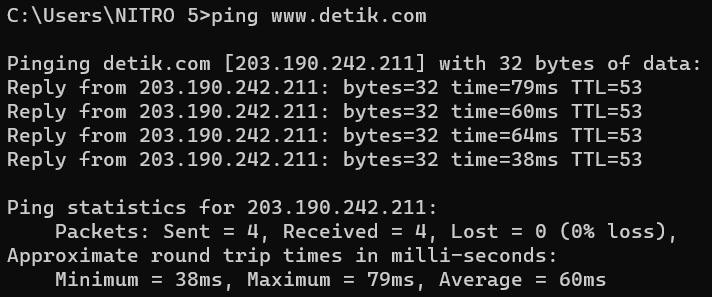 C:\Users\NITRO 5>ping www.detik.com
Pinging detik.com [203.190.242.211] with 32 bytes of data:
Reply from 203.190.242.211: bytes=32 time=79ms TTL=53
Reply from 203.190.242.211: bytes=32 time=60ms TTL=53
Reply from 203.190.242.211: bytes=32 time=64ms TTL=53
Reply from 203.190.242.211: bytes=32 time=38ms TTL=53
Ping statistics for 203.190.242.211:
    Packets: Sent = 4, Received = 4, Lost = 0 (0% loss),
Approximate round trip times in milli-seconds:
    Minimum = 38ms, Maximum = 79ms, Average = 60ms